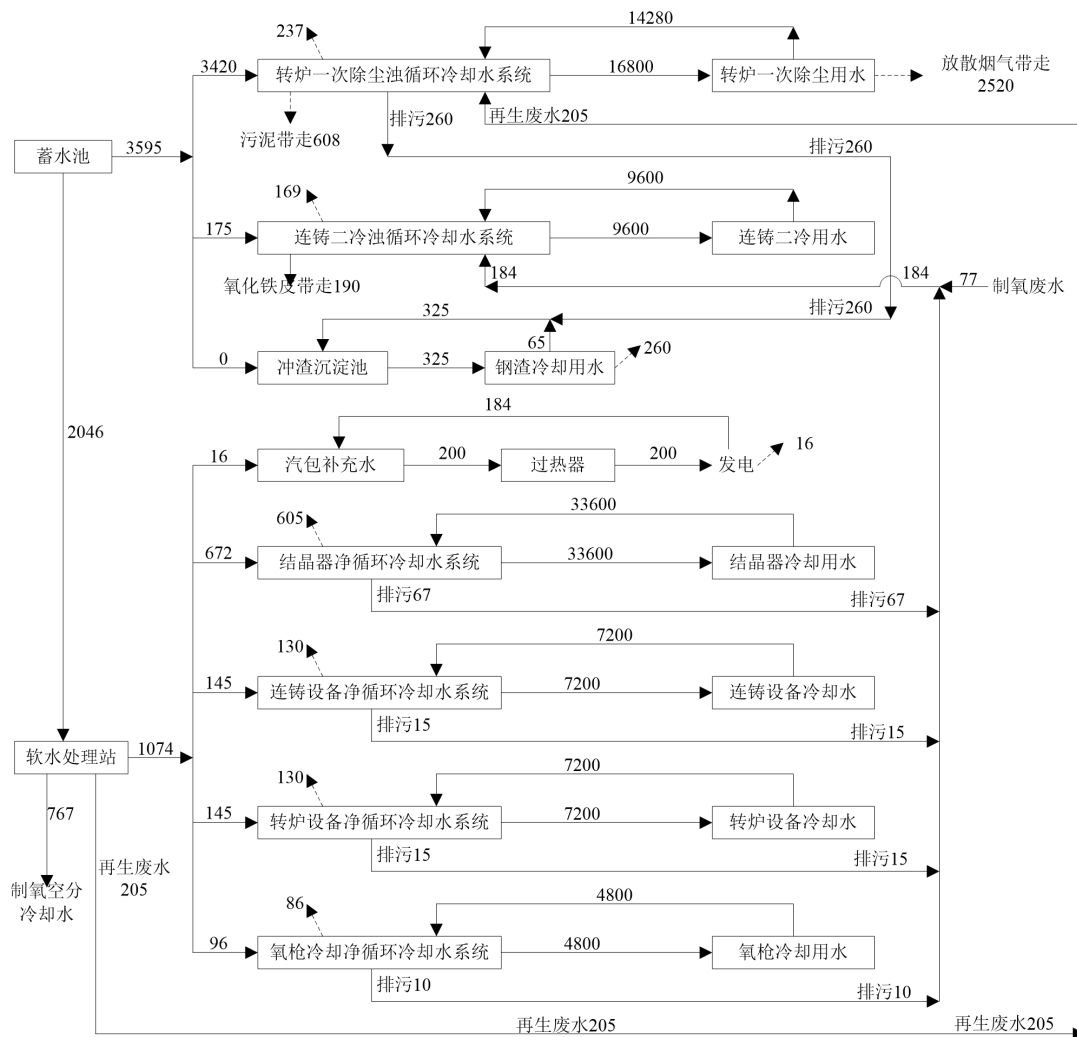 14280
237
3420
转炉一次除尘浊循环冷却水系统
16800
转炉一次除尘用水
放散烟气带走
2520
排污260
再生废水205
污泥带走608
蓄水池
3595
排污260
169
9600
175
连铸二冷浊循环冷却水系统
9600
连铸二冷用水
氧化铁皮带走190
184
184
77
制氧废水
325
排污260
65
260
0
冲渣沉淀池
325
钢渣冷却用水
2046
184
16
汽包补充水
200
过热器
200
发电
16
605
33600
672
结晶器净循环冷却水系统
33600
结晶器冷却用水
排污67
排污67
130
7200
145
连铸设备净循环冷却水系统
7200
连铸设备冷却水
排污15
排污15
软水处理站
1074
767
130
7200
145
转炉设备净循环冷却水系统
7200
转炉设备冷却水
排污15
排污15
再生废水
205
制氧空分
冷却水
86
4800
96
氧枪冷却净循环冷却水系统
4800
氧枪冷却用水
排污10
排污10
再生废水205
再生废水205